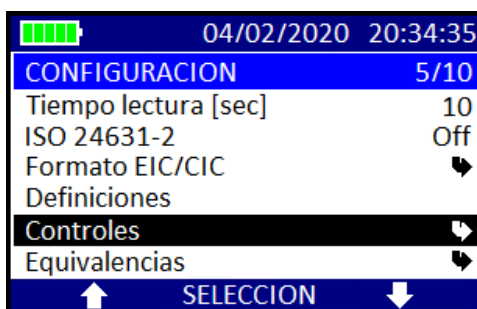 04/02/2020 20:34:35
CONFIGURACION 5/10
Tiempo lectura [sec] 10
ISO 24631-2 Off
Formato EIC/CIC
Definiciones
Controles
Equivalencias
SELECCION